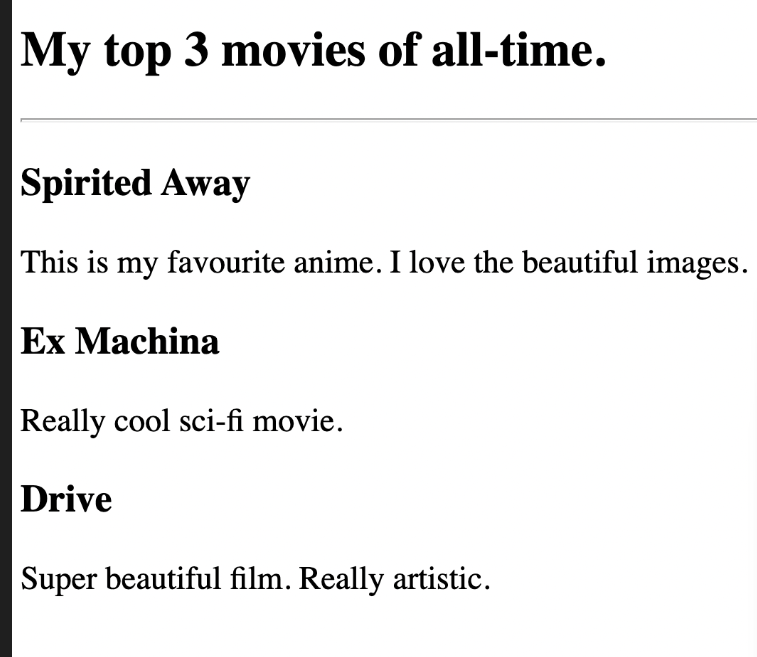 My top 3 movies of all-time.
Spirited Away
This is my favourite anime. I love the beautiful images.
Ex Machina
Really cool sci-fi movie.
Drive
Super beautiful film. Really artistic.